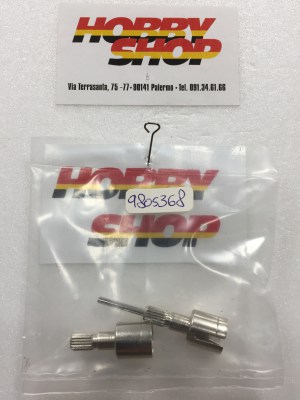 HOBBY
SHOP
Via Terrasanta, 75 -77 - 90141 Palermo - Tel. 091.34.61.66
HOBBY
SHOP
9805368